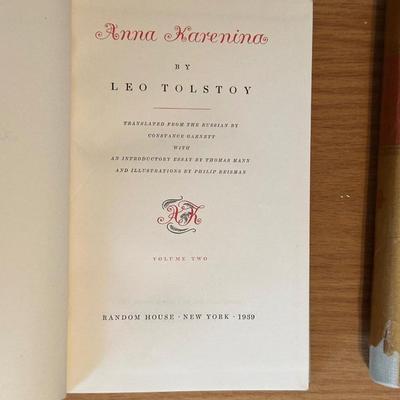 Anna Karenina
BY
LEO TOLSTOY
TRANSLATED FROM THE RUSSIAN BY
CONSTANCE GARNETT
WITH
AN INTRODUCTORY ESSAY BY THOMAS MANN
AND ILLUSTRATIONS BY PHILIP REISMAN
AK
VOLUME TWO
RANDOM HOUSE · NEW YORK · 1939